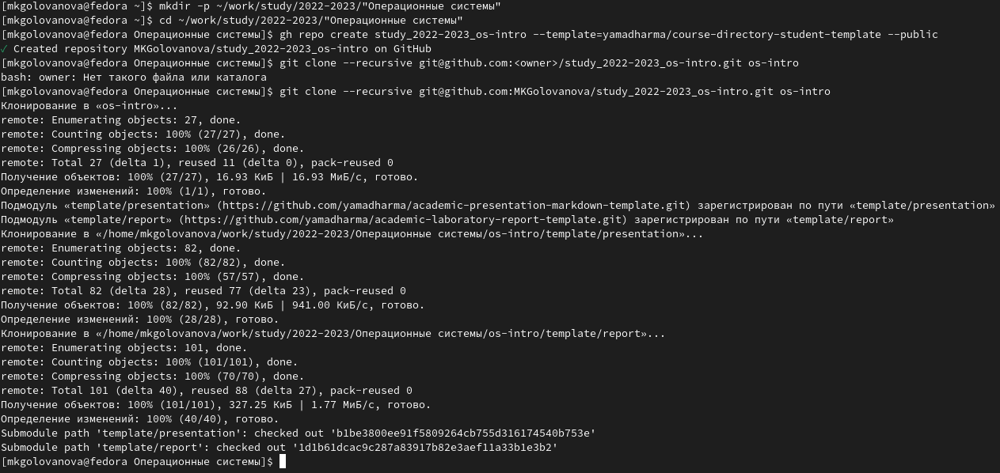 [mkgolovanova@fedora ~]$ mkdir -p ~/work/study/2022-2023/"Операционные системы"
[mkgolovanova@fedora ~]$ cd ~/work/study/2022-2023/"Операционные системы"
[mkgolovanova@fedora Операционные системы]$ gh repo create study_2022-2023_os-intro --template=yamadharma/course-directory-student-template --public
✓ Created repository MKGolovanova/study_2022-2023_os-intro on GitHub
[mkgolovanova@fedora Операционные системы]$ git clone --recursive git@github.com:<owner>/study_2022-2023_os-intro.git os-intro
bash: owner: Нет такого файла или каталога
[mkgolovanova@fedora Операционные системы]$ git clone --recursive git@github.com:MKGolovanova/study_2022-2023_os-intro.git os-intro
Клонирование в «os-intro»...
remote: Enumerating objects: 27, done.
remote: Counting objects: 100% (27/27), done.
remote: Compressing objects: 100% (26/26), done.
remote: Total 27 (delta 1), reused 11 (delta 0), pack-reused 0
Получение объектов: 100% (27/27), 16.93 КиБ | 16.93 МиБ/с, готово.
Определение изменений: 100% (1/1), готово.
Подмодуль «template/presentation» (https://github.com/yamadharma/academic-presentation-markdown-template.git) зарегистрирован по пути «template/presentation»
Подмодуль «template/report» (https://github.com/yamadharma/academic-laboratory-report-template.git) зарегистрирован по пути «template/report»
Клонирование в «/home/mkgolovanova/work/study/2022-2023/Операционные системы/os-intro/template/presentation»...
remote: Enumerating objects: 82, done.
remote: Counting objects: 100% (82/82), done.
remote: Compressing objects: 100% (57/57), done.
remote: Total 82 (delta 28), reused 77 (delta 23), pack-reused 0
Получение объектов: 100% (82/82), 92.90 КиБ | 941.00 КиБ/с, готово.
Определение изменений: 100% (28/28), готово.
Клонирование в «/home/mkgolovanova/work/study/2022-2023/Операционные системы/os-intro/template/report»...
remote: Enumerating objects: 101, done.
remote: Counting objects: 100% (101/101), done.
remote: Compressing objects: 100% (70/70), done.
remote: Total 101 (delta 40), reused 88 (delta 27), pack-reused 0
Получение объектов: 100% (101/101), 327.25 КиБ | 1.77 МиБ/с, готово.
Определение изменений: 100% (40/40), готово.
Submodule path 'template/presentation': checked out 'b1be3800ee91f5809264cb755d316174540b753e'
Submodule path 'template/report': checked out '1d1b61dcac9c287a83917b82e3aef11a33b1e3b2'
[mkgolovanova@fedora Операционные системы]$